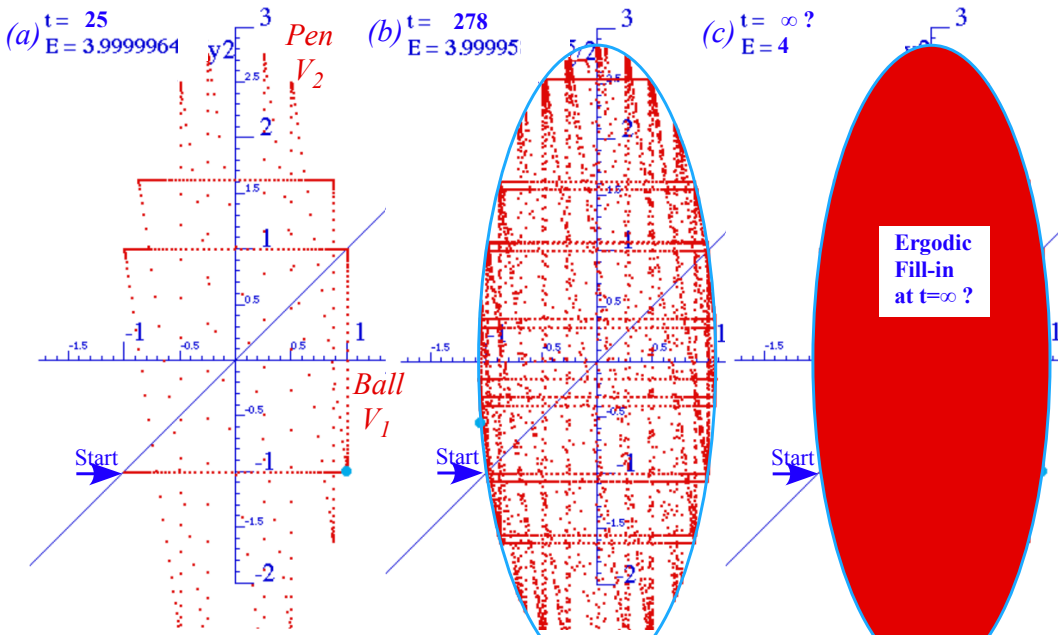 (a) t = 25
E = 3.9999964
y2
3
Pen
V2
2.5
2
1.5
1
0.5
-1.5
-1
-0.5
0.5
1
Ball
V1
-0.5
Start
-1
-1.5
-2
(b) t = 278
E = 3.99995
y2
3
2.5
2
1.5
1
0.5
-1.5
-1
-0.5
0.5
1
-0.5
Start
-1
-1.5
-2
(c) t = ∞ ?
E = 4
3
Ergodic
Fill-in
at t=∞ ?
-1.5
1
Start